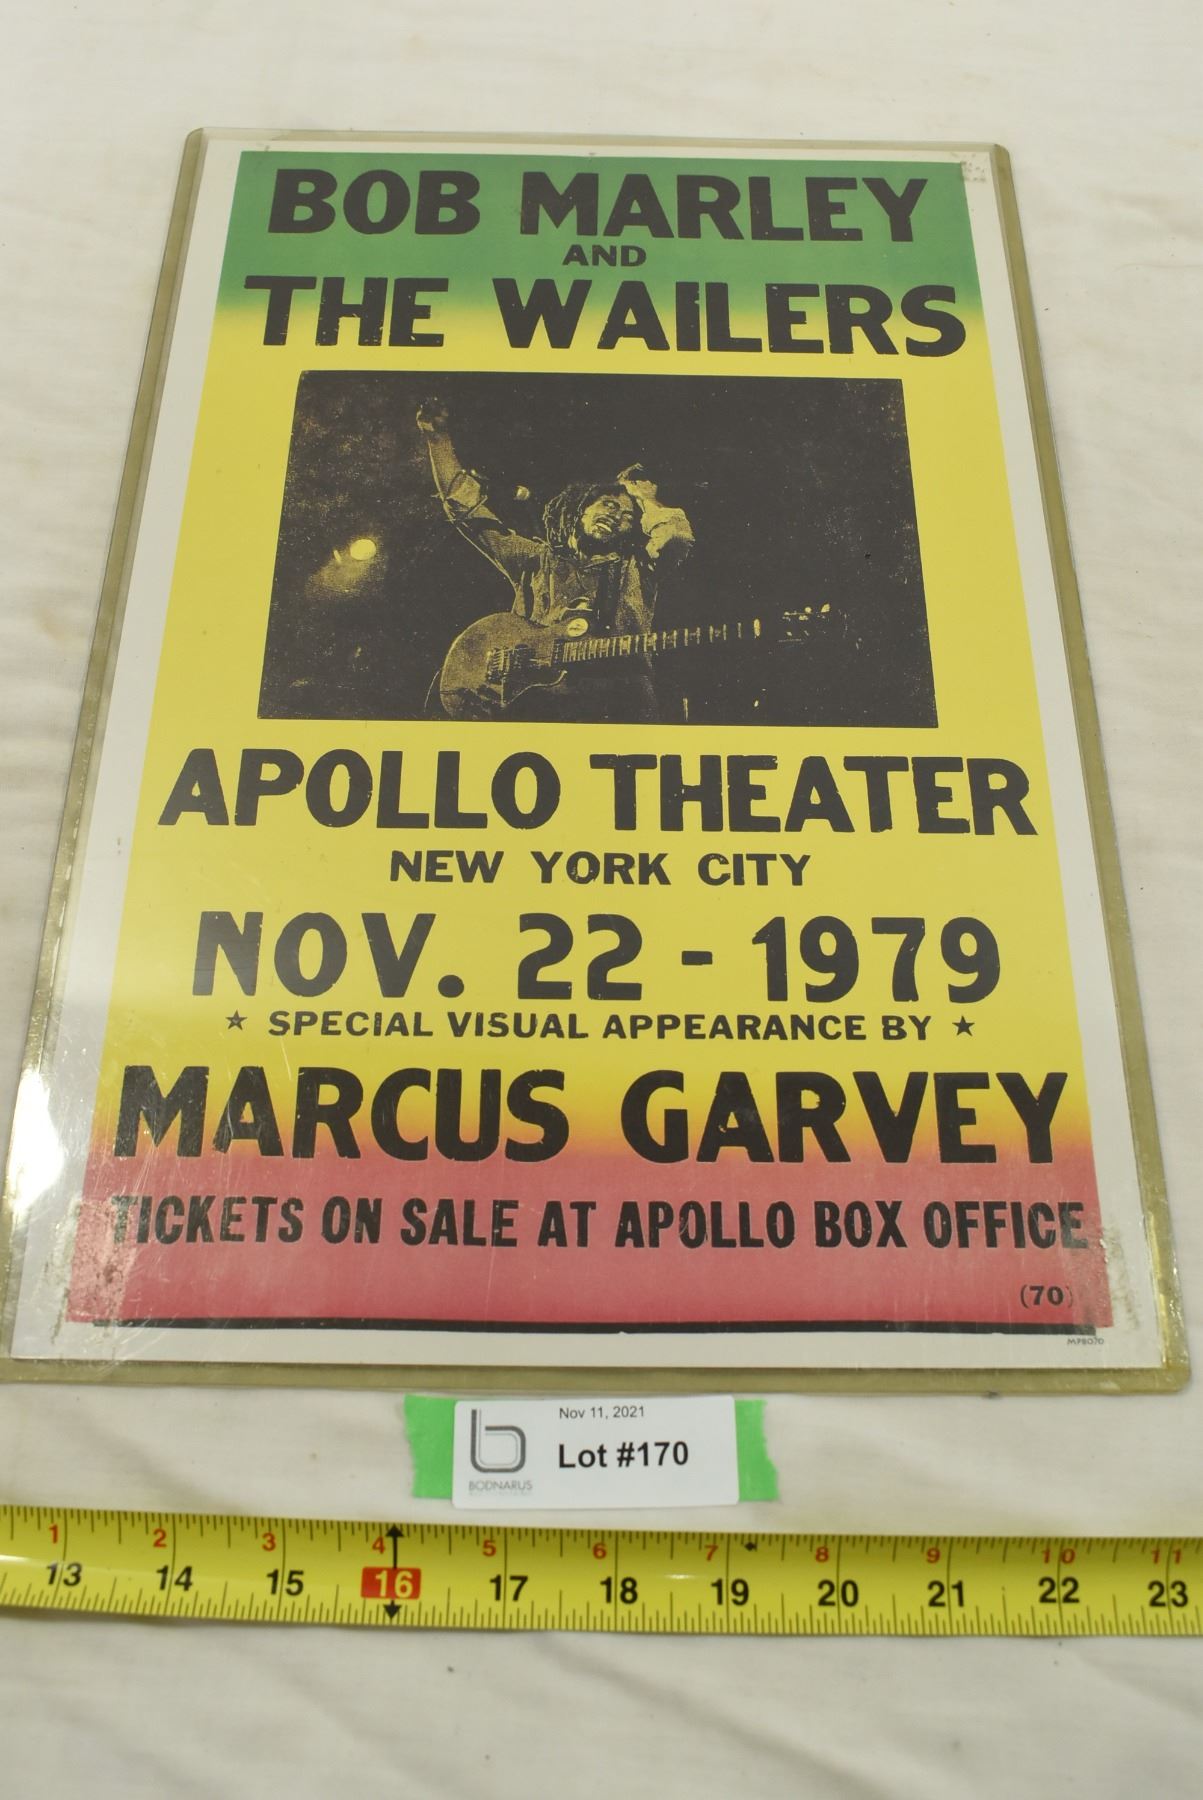 BOB MARLEY
AND
THE WAILERS
APOLLO THEATER
NEW YORK CITY
NOV. 22 - 1979
★ SPECIAL VISUAL APPEARANCE BY ★
MARCUS GARVEY
TICKETS ON SALE AT APOLLO BOX OFFICE
(70)
MPB070
Nov 11, 2021
Lot #170
BODNARUS
1 2 3 4 5 6 7 8 9 10 11
13 14 15 16 17 18 19 20 21 22 23